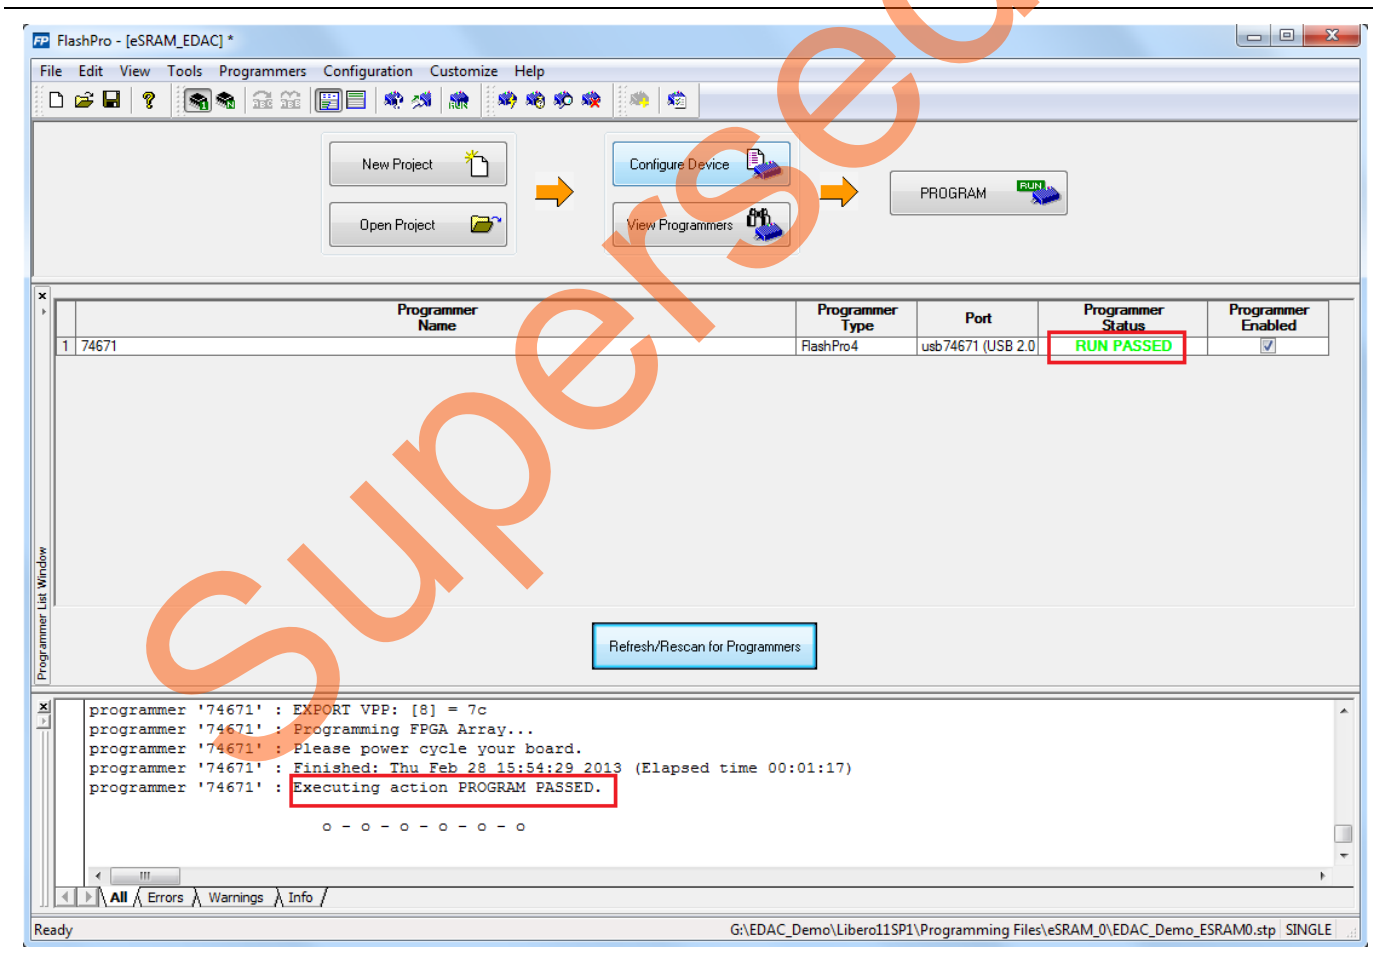 FP FlashPro - [eSRAM_EDAC] *
File Edit View Tools Programmers Configuration Customize Help
New Project
Configure Device
PROGRAM RUN
Open Project
View Programmers
Programmer Name Programmer Type Port Programmer Status Programmer Enabled
1 74671 FlashPro4 usb74671 (USB 2.0 RUN PASSED
Programmer List Window
Refresh/Rescan for Programmers
programmer '74671' : EXPORT VPP: [8] = 7c
programmer '74671' : Programming FPGA Array...
programmer '74671' : Please power cycle your board.
programmer '74671' : Finished: Thu Feb 28 15:54:29 2013 (Elapsed time 00:01:17)
programmer '74671' : Executing action PROGRAM PASSED.
o - o - o - o - o - o
All Errors Warnings Info
Ready G:\EDAC_Demo\Libero11SP1\Programming Files\eSRAM_0\EDAC_Demo_ESRAM0.stp SINGLE